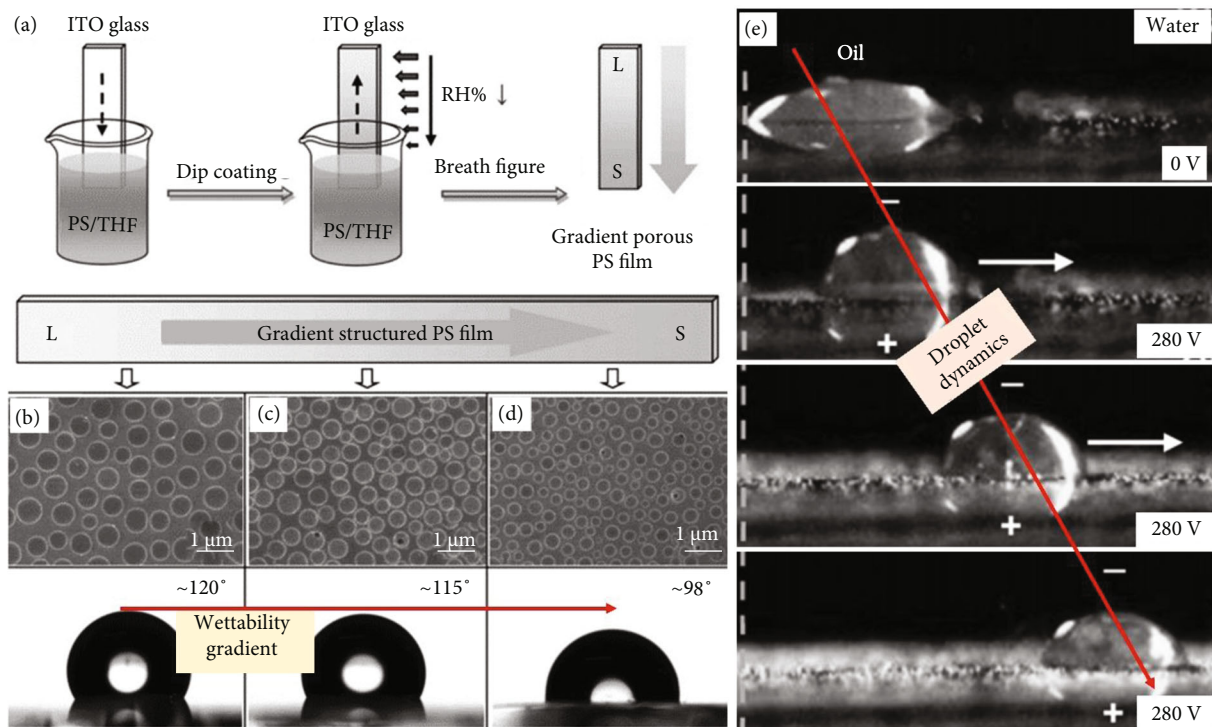 (a)
ITO glass
ITO glass
L
S
RH% ↓
PS/THF
Dip coating
PS/THF
Breath figure
Gradient porous
PS film
L
Gradient structured PS film
S
(b)
1 μm
(c)
1 μm
(d)
1 μm
~120°
~115°
~98°
Wettability
gradient
(e)
Oil
Water
0 V
−
+
280 V
Droplet
dynamics
−
L
+
280 V
−
+
280 V